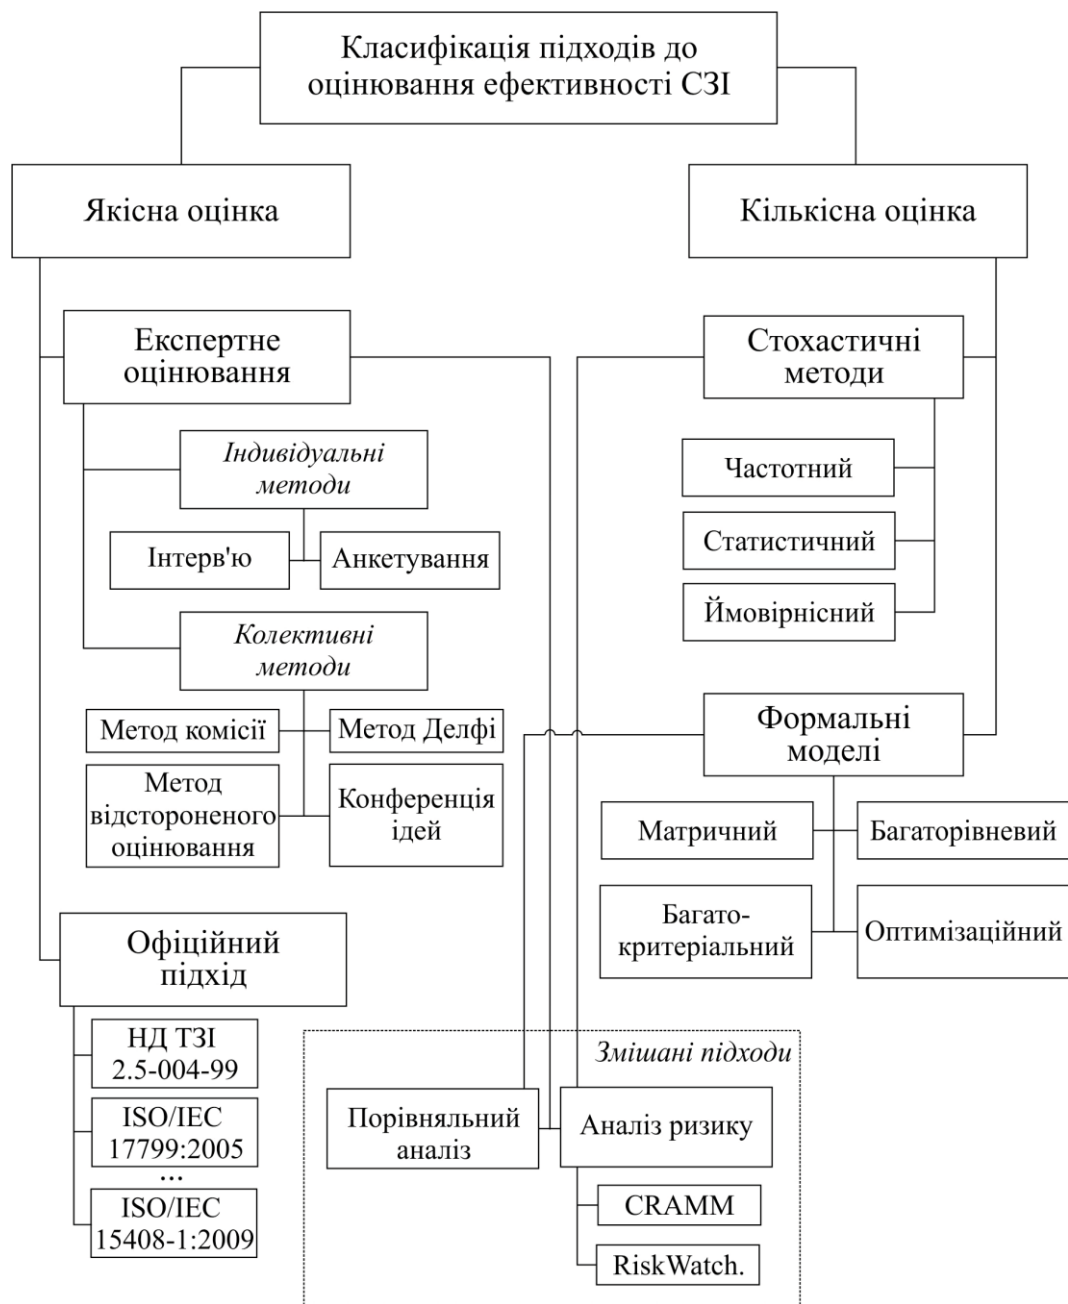 Класифікація підходів до
оцінювання ефективності СЗІ
Якісна оцінка
Кількісна оцінка
Експертне
оцінювання
Індивідуальні
методи
Інтерв'ю
Анкетування
Колективні
методи
Метод комісії
Метод Делфі
Метод
відстороненого
оцінювання
Конференція
ідей
Офіційний
підхід
НД ТЗІ
2.5-004-99
ISO/IEC
17799:2005
...
ISO/IEC
15408-1:2009
Стохастичні
методи
Частотний
Статистичний
Ймовірнісний
Формальні
моделі
Матричний
Багаторівневий
Багато-
критеріальний
Оптимізаційний
Змішані підходи
Порівняльний
аналіз
Аналіз ризику
CRAMM
RiskWatch.